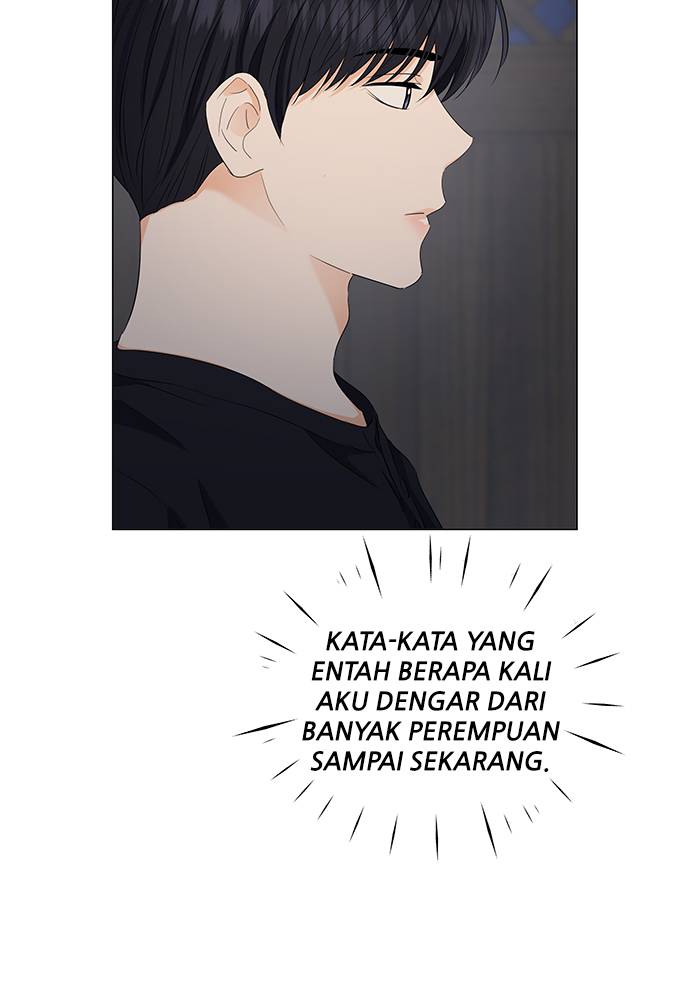 KATA-KATA YANG
ENTAH BERAPA KALI
AKU DENGAR DARI
BANYAK PEREMPUAN
SAMPAI SEKARANG.